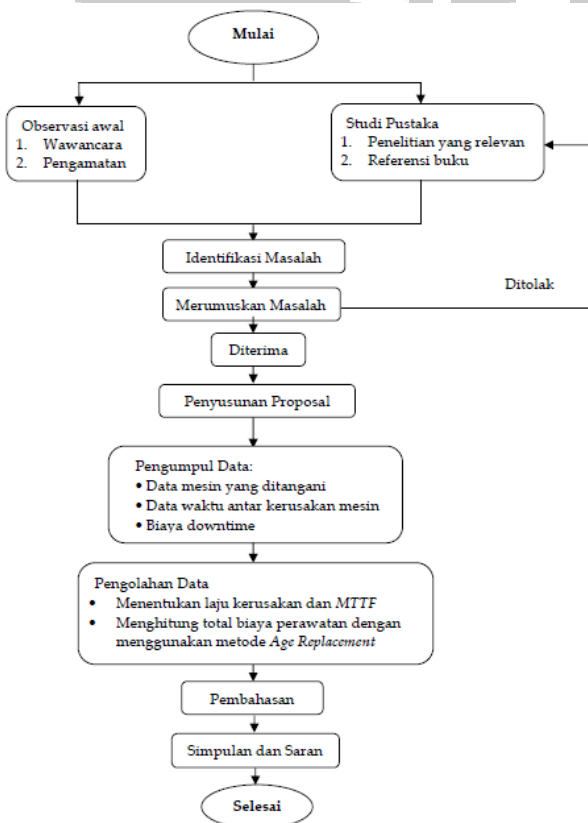 Mulai
Observasi awal
1. Wawancara
2. Pengamatan
Studi Pustaka
1. Penelitian yang relevan
2. Referensi buku
Identifikasi Masalah
Ditolak
Merumuskan Masalah
Diterima
Penyusunan Proposal
Pengumpul Data:
• Data mesin yang ditangani
• Data waktu antar kerusakan mesin
• Biaya downtime
Pengolahan Data
• Menentukan laju kerusakan dan MTTF
• Menghitung total biaya perawatan dengan
menggunakan metode Age Replacement
Pembahasan
Simpulan dan Saran
Selesai